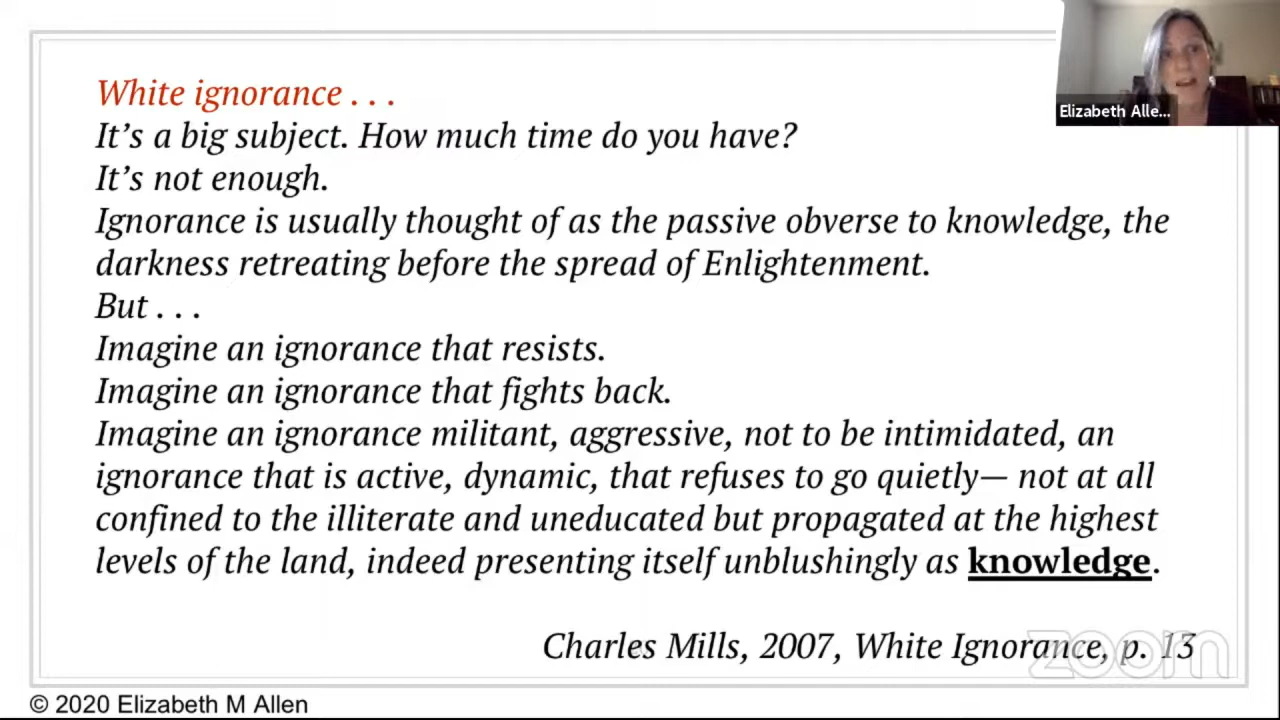 White ignorance . . .
It’s a big subject. How much time do you have?
It’s not enough.
Ignorance is usually thought of as the passive obverse to knowledge, the
darkness retreating before the spread of Enlightenment.
But . . .
Imagine an ignorance that resists.
Imagine an ignorance that fights back.
Imagine an ignorance militant, aggressive, not to be intimidated, an
ignorance that is active, dynamic, that refuses to go quietly— not at all
confined to the illiterate and uneducated but propagated at the highest
levels of the land, indeed presenting itself unblushingly as knowledge.
Charles Mills, 2007, White Ignorance, p. 13
zoom
© 2020 Elizabeth M Allen
Elizabeth Alle...